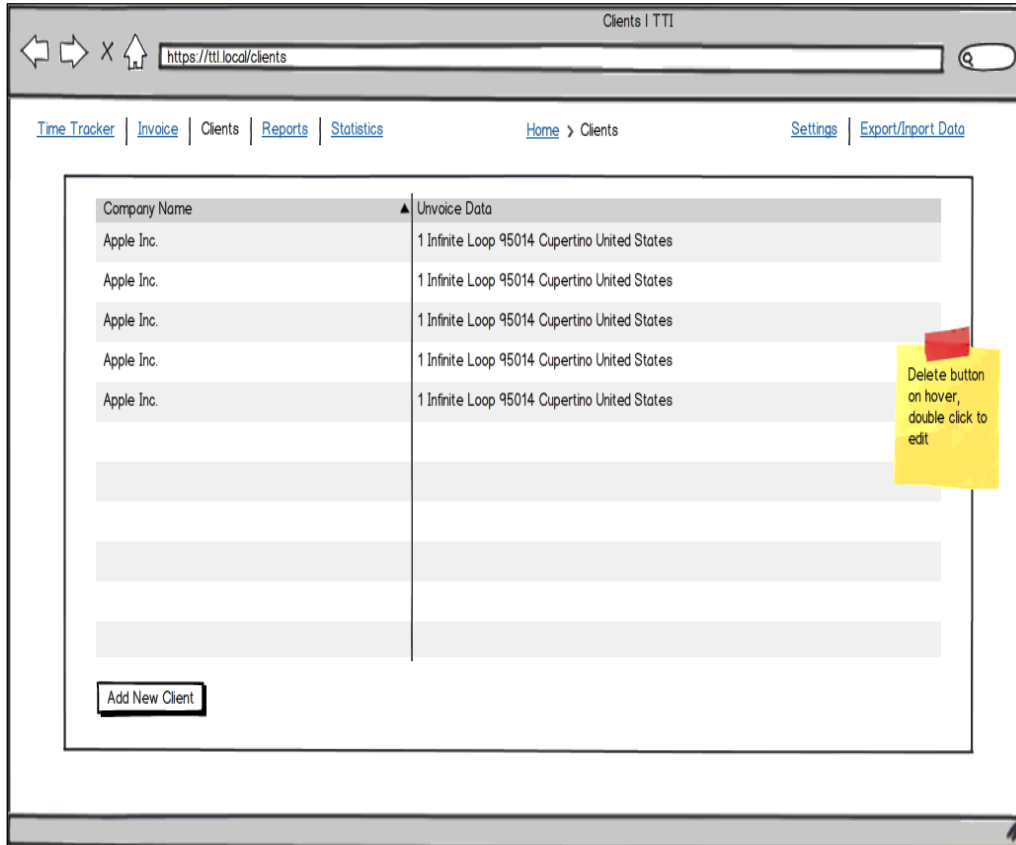 Clients | TTI
https://ttl.local/clients
Time Tracker | Invoice | Clients | Reports | Statistics
Home > Clients
Settings | Export/Inport Data
Company Name ▲ Unvoice Data
Apple Inc. 1 Infinite Loop 95014 Cupertino United States
Apple Inc. 1 Infinite Loop 95014 Cupertino United States
Apple Inc. 1 Infinite Loop 95014 Cupertino United States
Apple Inc. 1 Infinite Loop 95014 Cupertino United States
Apple Inc. 1 Infinite Loop 95014 Cupertino United States
Delete button
on hover,
double click to
edit
Add New Client